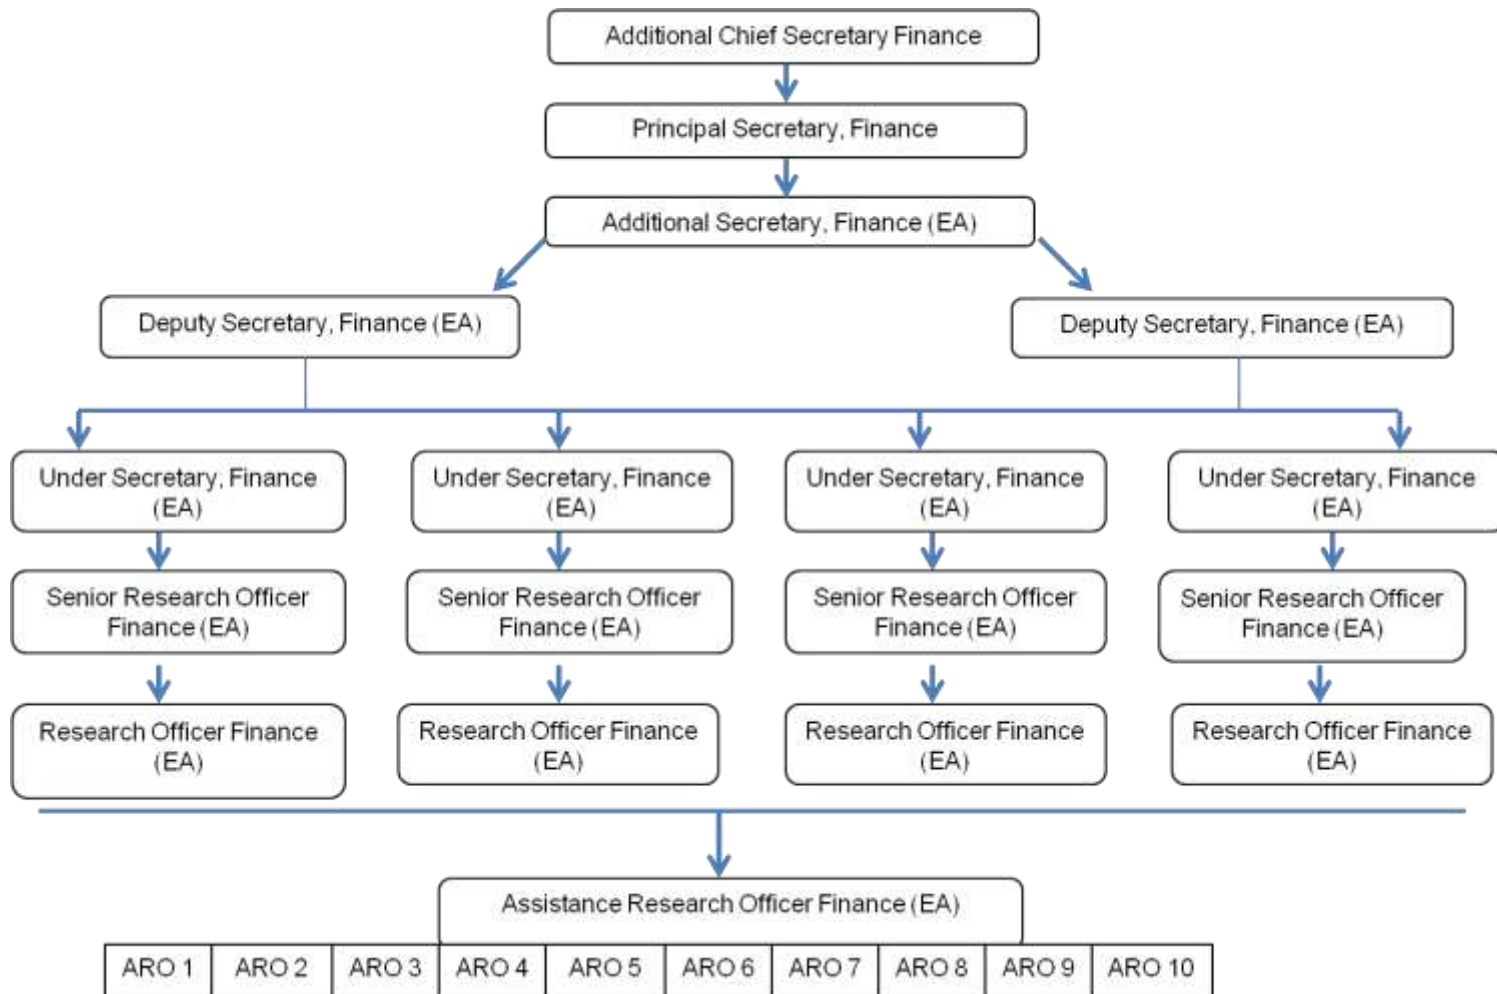 Additional Chief Secretary Finance
Principal Secretary, Finance
Additional Secretary, Finance (EA)
Deputy Secretary, Finance (EA)
Deputy Secretary, Finance (EA)
Under Secretary, Finance
(EA)
Under Secretary, Finance
(EA)
Under Secretary, Finance
(EA)
Under Secretary, Finance
(EA)
Senior Research Officer
Finance (EA)
Senior Research Officer
Finance (EA)
Senior Research Officer
Finance (EA)
Senior Research Officer
Finance (EA)
Research Officer Finance
(EA)
Research Officer Finance
(EA)
Research Officer Finance
(EA)
Research Officer Finance
(EA)
Assistance Research Officer Finance (EA)
ARO 1 ARO 2 ARO 3 ARO 4 ARO 5 ARO 6 ARO 7 ARO 8 ARO 9 ARO 10